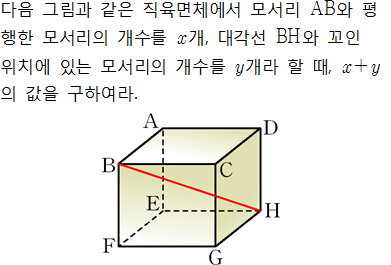 다음 그림과 같은 직육면체에서 모서리 AB와 평
행한 모서리의 개수를 x개, 대각선 BH와 꼬인
위치에 있는 모서리의 개수를 y개라 할 때, x+y
의 값을 구하여라.
A
D
B
C
E
H
F
G